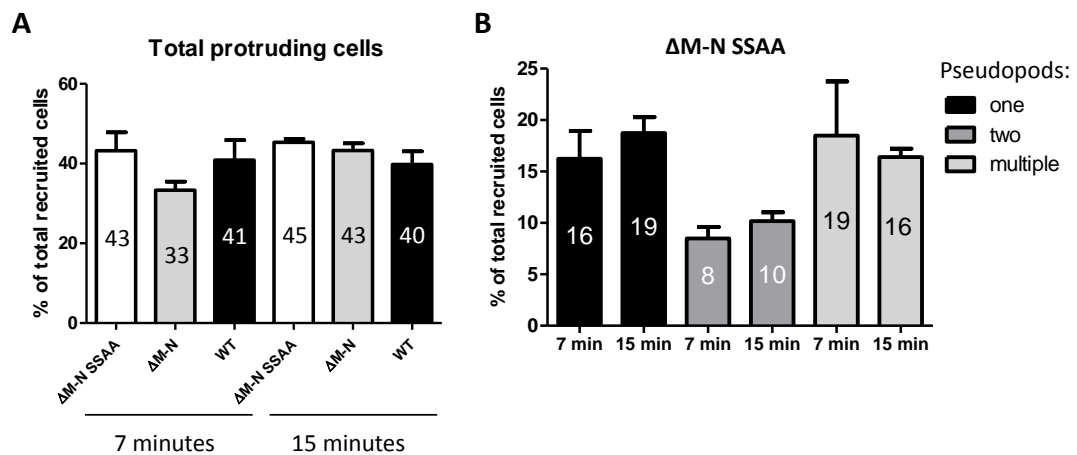 A
Total protruding cells
% of total recruited cells
60
40
20
0
43
33
41
45
43
40
ΔM-N SSAA
ΔM-N
WT
ΔM-N SSAA
ΔM-N
WT
7 minutes
15 minutes
B
ΔM-N SSAA
% of total recruited cells
25
20
15
10
5
0
16
19
8
10
19
16
7 min
15 min
7 min
15 min
7 min
15 min
Pseudopods:
one
two
multiple